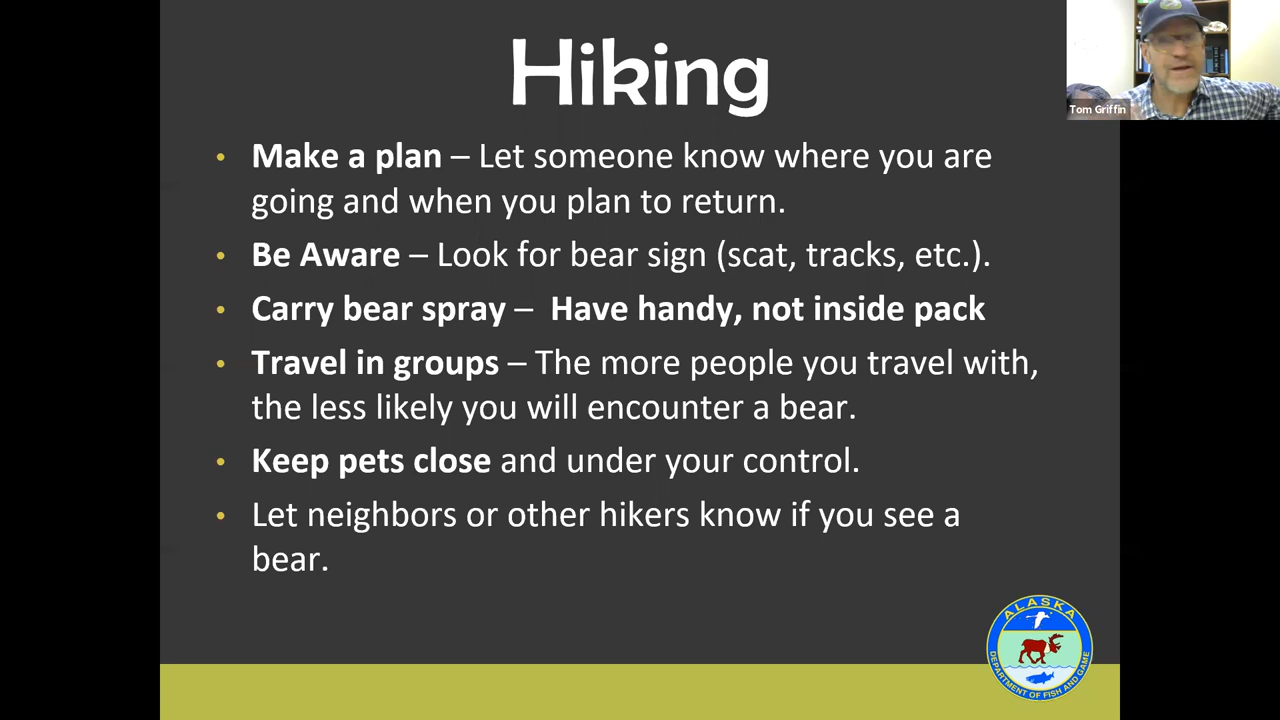 Hiking
Tom Griffin
• Make a plan – Let someone know where you are
going and when you plan to return.
• Be Aware – Look for bear sign (scat, tracks, etc.).
• Carry bear spray – Have handy, not inside pack
• Travel in groups – The more people you travel with,
the less likely you will encounter a bear.
• Keep pets close and under your control.
• Let neighbors or other hikers know if you see a
bear.
ALASKA
DEPARTMENT OF FISH AND GAME